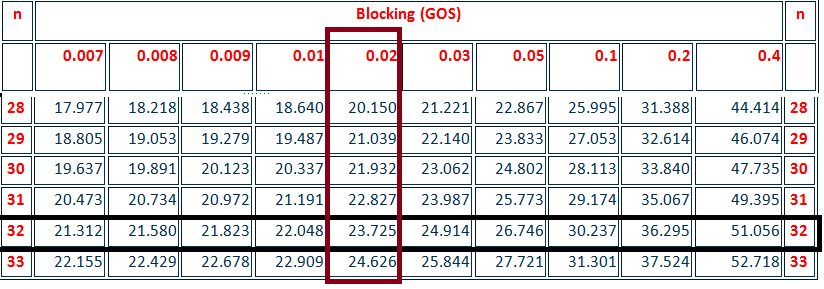 n Blocking (GOS) n
0.007 0.008 0.009 0.01 0.02 0.03 0.05 0.1 0.2 0.4
28 17.977 18.218 18.438 18.640 20.150 21.221 22.867 25.995 31.388 44.414 28
29 18.805 19.053 19.279 19.487 21.039 22.140 23.833 27.053 32.614 46.074 29
30 19.637 19.891 20.123 20.337 21.932 23.062 24.802 28.113 33.840 47.735 30
31 20.473 20.734 20.972 21.191 22.827 23.987 25.773 29.174 35.067 49.395 31
32 21.312 21.580 21.823 22.048 23.725 24.914 26.746 30.237 36.295 51.056 32
33 22.155 22.429 22.678 22.909 24.626 25.844 27.721 31.301 37.524 52.718 33